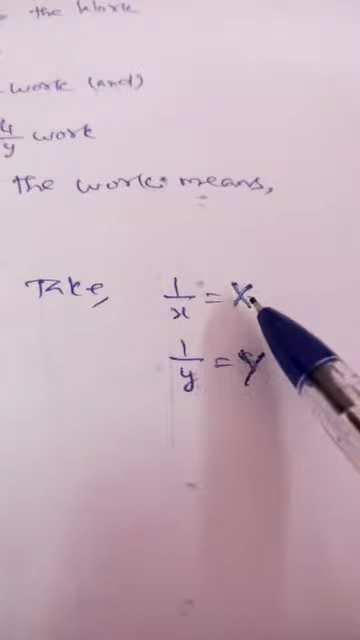 the Work
work (and)
4/y work
the work means,
Take, 1/x = X
1/y = Y